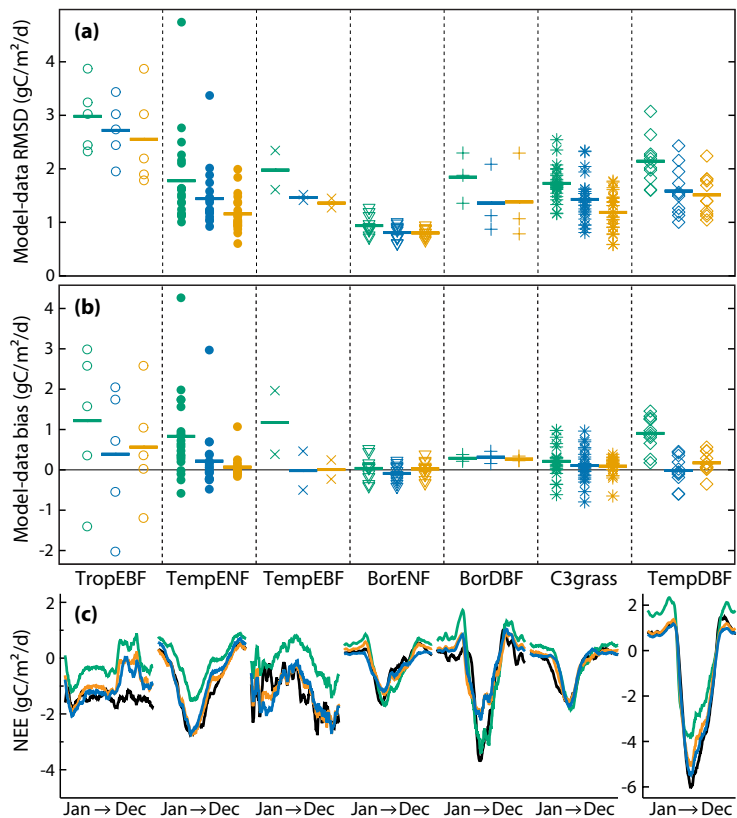 (a)
Model-data RMSD (gC/m²/d)
4
3
2
1
0
(b)
Model-data bias (gC/m²/d)
4
3
2
1
0
-1
-2
TropEBF TempENF TempEBF BorENF BorDBF C3grass TempDBF
(c)
NEE (gC/m²/d)
2
0
-2
-4
2
0
-2
-4
-6
Jan → Dec Jan → Dec Jan → Dec Jan → Dec Jan → Dec Jan → Dec Jan → Dec